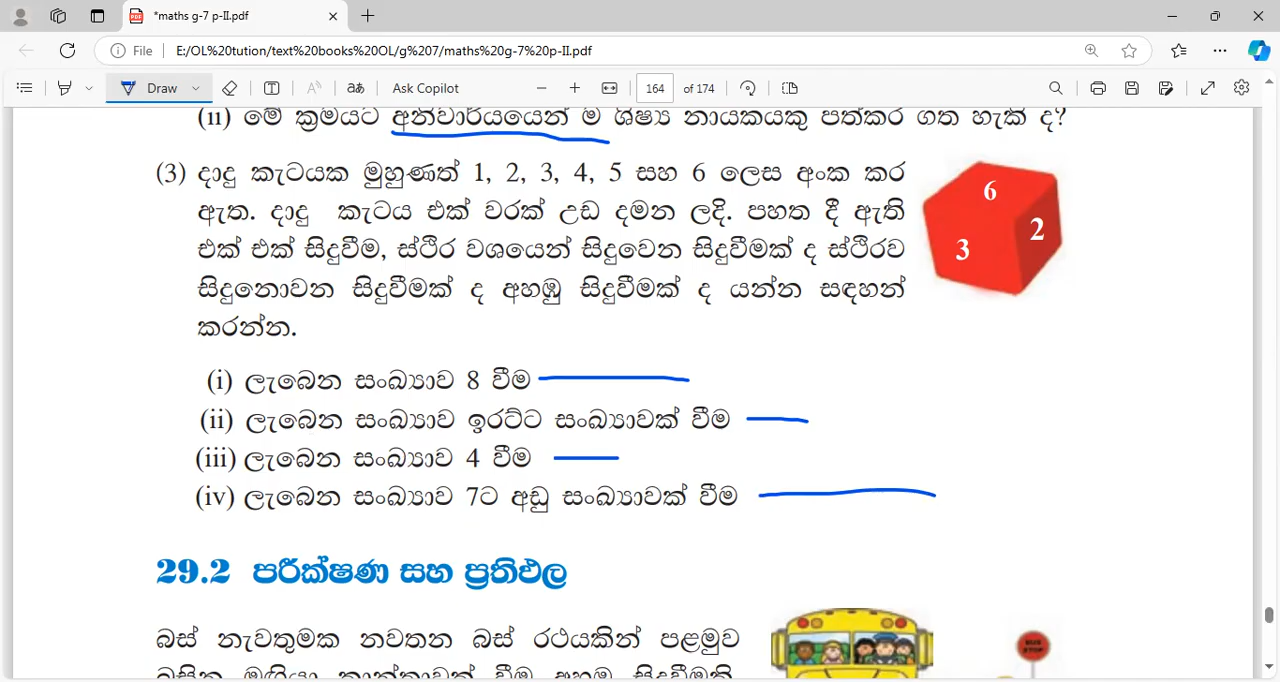 *maths g-7 p-II.pdf
File E:/OL%20tution/text%20books%20OL/g%207/maths%20g-7%20p-II.pdf
Draw Ask Copilot 164 of 174
(ii) මේ ක්‍රමයට අනිවාර්යයෙන් ම ශිෂ්‍ය නායකයකු පත්කර ගත හැකි ද?
(3) දාදු කැටයක මුහුණත් 1, 2, 3, 4, 5 සහ 6 ලෙස අංක කර
ඇත. දාදු කැටය එක් වරක් උඩ දමන ලදි. පහත දී ඇති
එක් එක් සිදුවීම, ස්ථිර වශයෙන් සිදුවෙන සිදුවීමක් ද ස්ථිරව
සිදුනොවන සිදුවීමක් ද අහඹු සිදුවීමක් ද යන්න සඳහන්
කරන්න.
6
3
2
(i) ලැබෙන සංඛ්‍යාව 8 වීම
(ii) ලැබෙන සංඛ්‍යාව ඉරට්ට සංඛ්‍යාවක් වීම
(iii) ලැබෙන සංඛ්‍යාව 4 වීම
(iv) ලැබෙන සංඛ්‍යාව 7ට අඩු සංඛ්‍යාවක් වීම
29.2 පරීක්ෂණ සහ ප්‍රතිඵල
බස් නැවතුමක නවතන බස් රථයකින් පළමුව
BUS
STOP